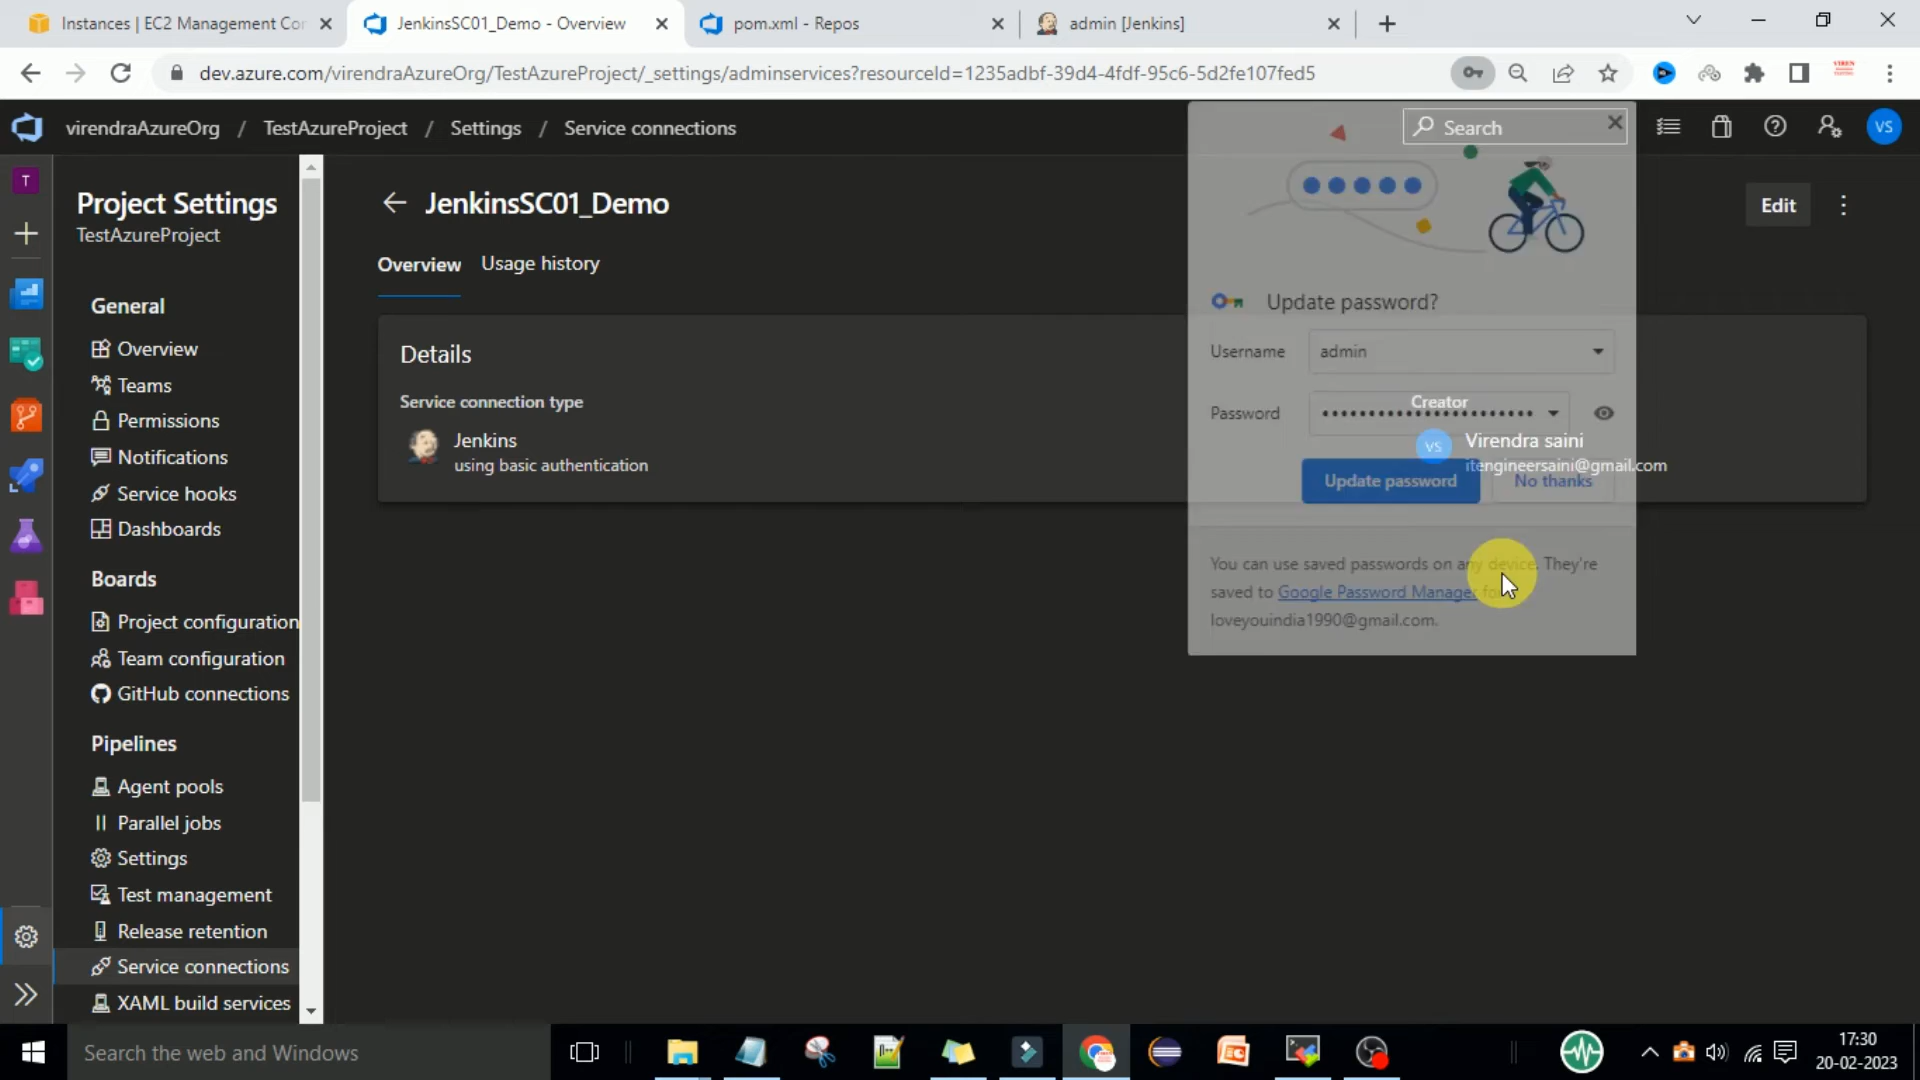 Instances | EC2 Management Cor
JenkinsSC01_Demo - Overview
pom.xml - Repos
admin [Jenkins]
dev.azure.com/virendraAzureOrg/TestAzureProject/_settings/adminservices?resourceId=1235adbf-39d4-4fdf-95c6-5d2fe107fed5
virendraAzureOrg / TestAzureProject / Settings / Service connections
Search
VS
T
Project Settings
TestAzureProject
General
Overview
Teams
Permissions
Notifications
Service hooks
Dashboards
Boards
Project configuration
Team configuration
GitHub connections
Pipelines
Agent pools
Parallel jobs
Settings
Test management
Release retention
Service connections
XAML build services
JenkinsSC01_Demo
Edit
Overview
Usage history
Details
Service connection type
Jenkins
using basic authentication
Creator
VS
Virendra saini
itengineersaini@gmail.com
Update password?
Username
admin
Password
Update password
No thanks
You can use saved passwords on any device. They're
saved to Google Password Manager for
loveyouindia1990@gmail.com.
Search the web and Windows
17:30
20-02-2023